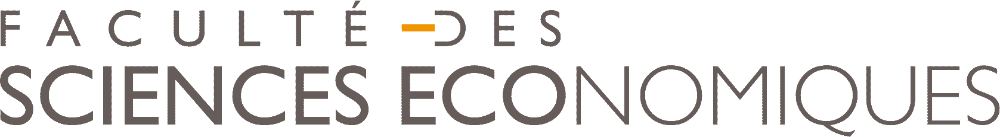 FACULTÉ DES
SCIENCES ECONOMIQUES